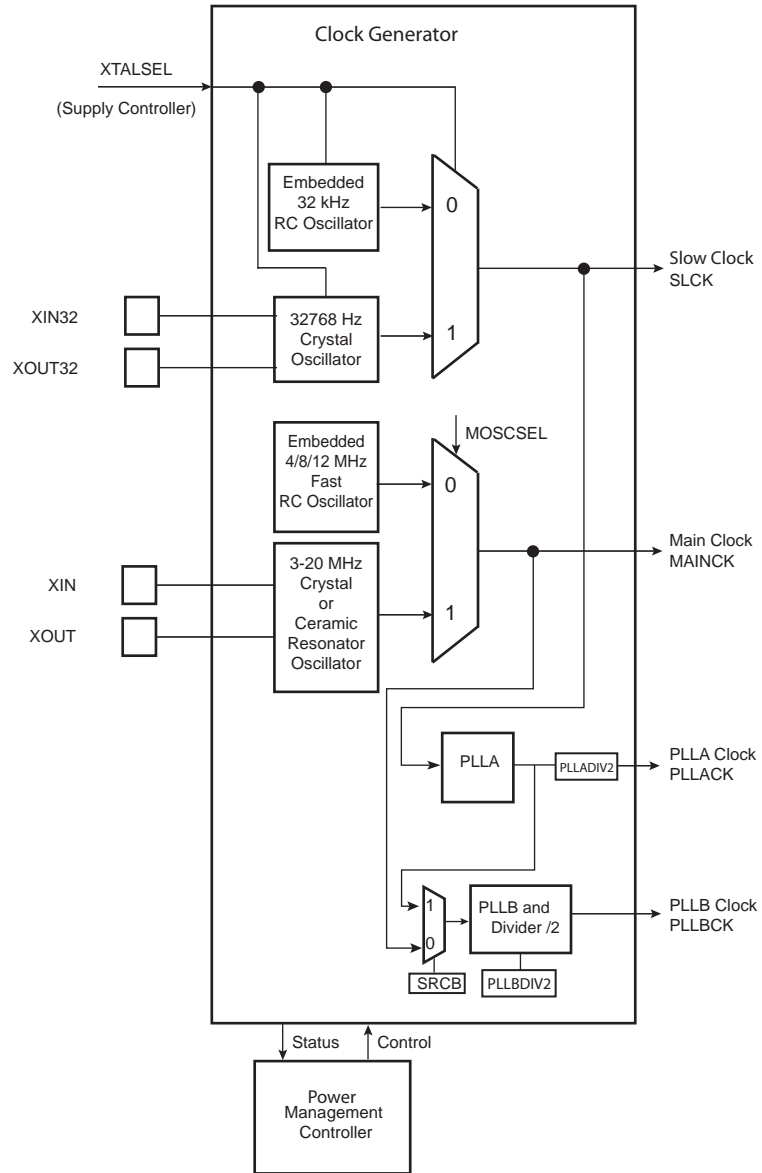 Clock Generator
XTALSEL
(Supply Controller)
Embedded
32 kHz
RC Oscillator
0
Slow Clock
SLCK
XIN32
XOUT32
32768 Hz
Crystal
Oscillator
1
MOSCSEL
Embedded
4/8/12 MHz
Fast
RC Oscillator
0
Main Clock
MAINCK
XIN
XOUT
3-20 MHz
Crystal
or
Ceramic
Resonator
Oscillator
1
PLLA
PLLADIV2
PLLA Clock
PLLACK
1
0
SRCB
PLLB and
Divider /2
PLLBDIV2
PLLB Clock
PLLBCK
Status
Control
Power
Management
Controller